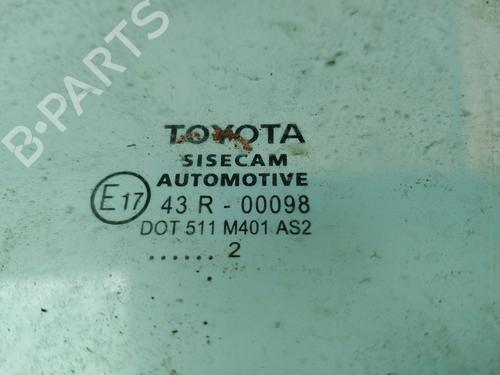 B-PARTS
TOYOTA
SISECAM
AUTOMOTIVE
E17 43 R - 00098
DOT 511 M401 AS2
...... 2